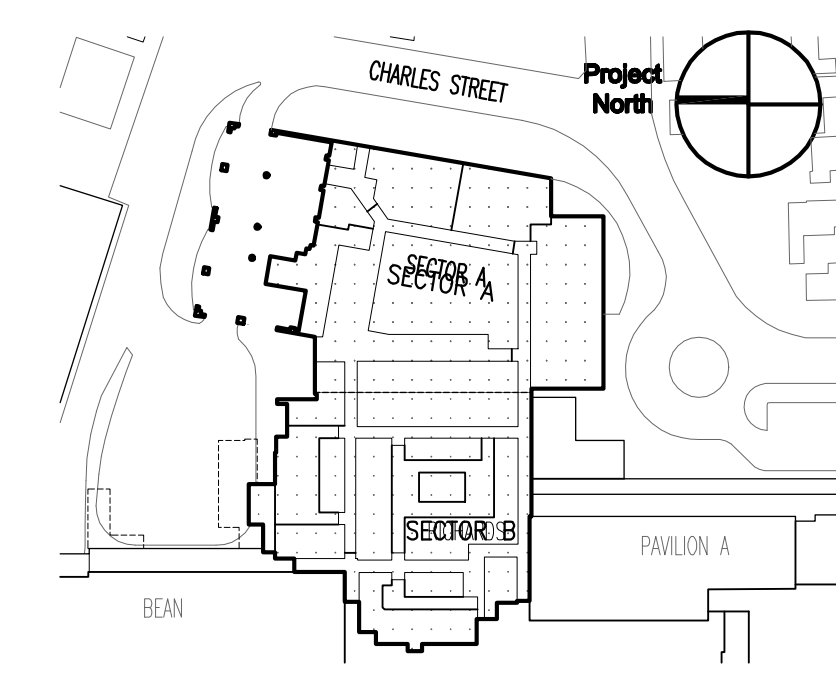 CHARLES STREET
Project
North
SECTOR A
SECTOR A
SECTOR B
PAVILION A
BEAN